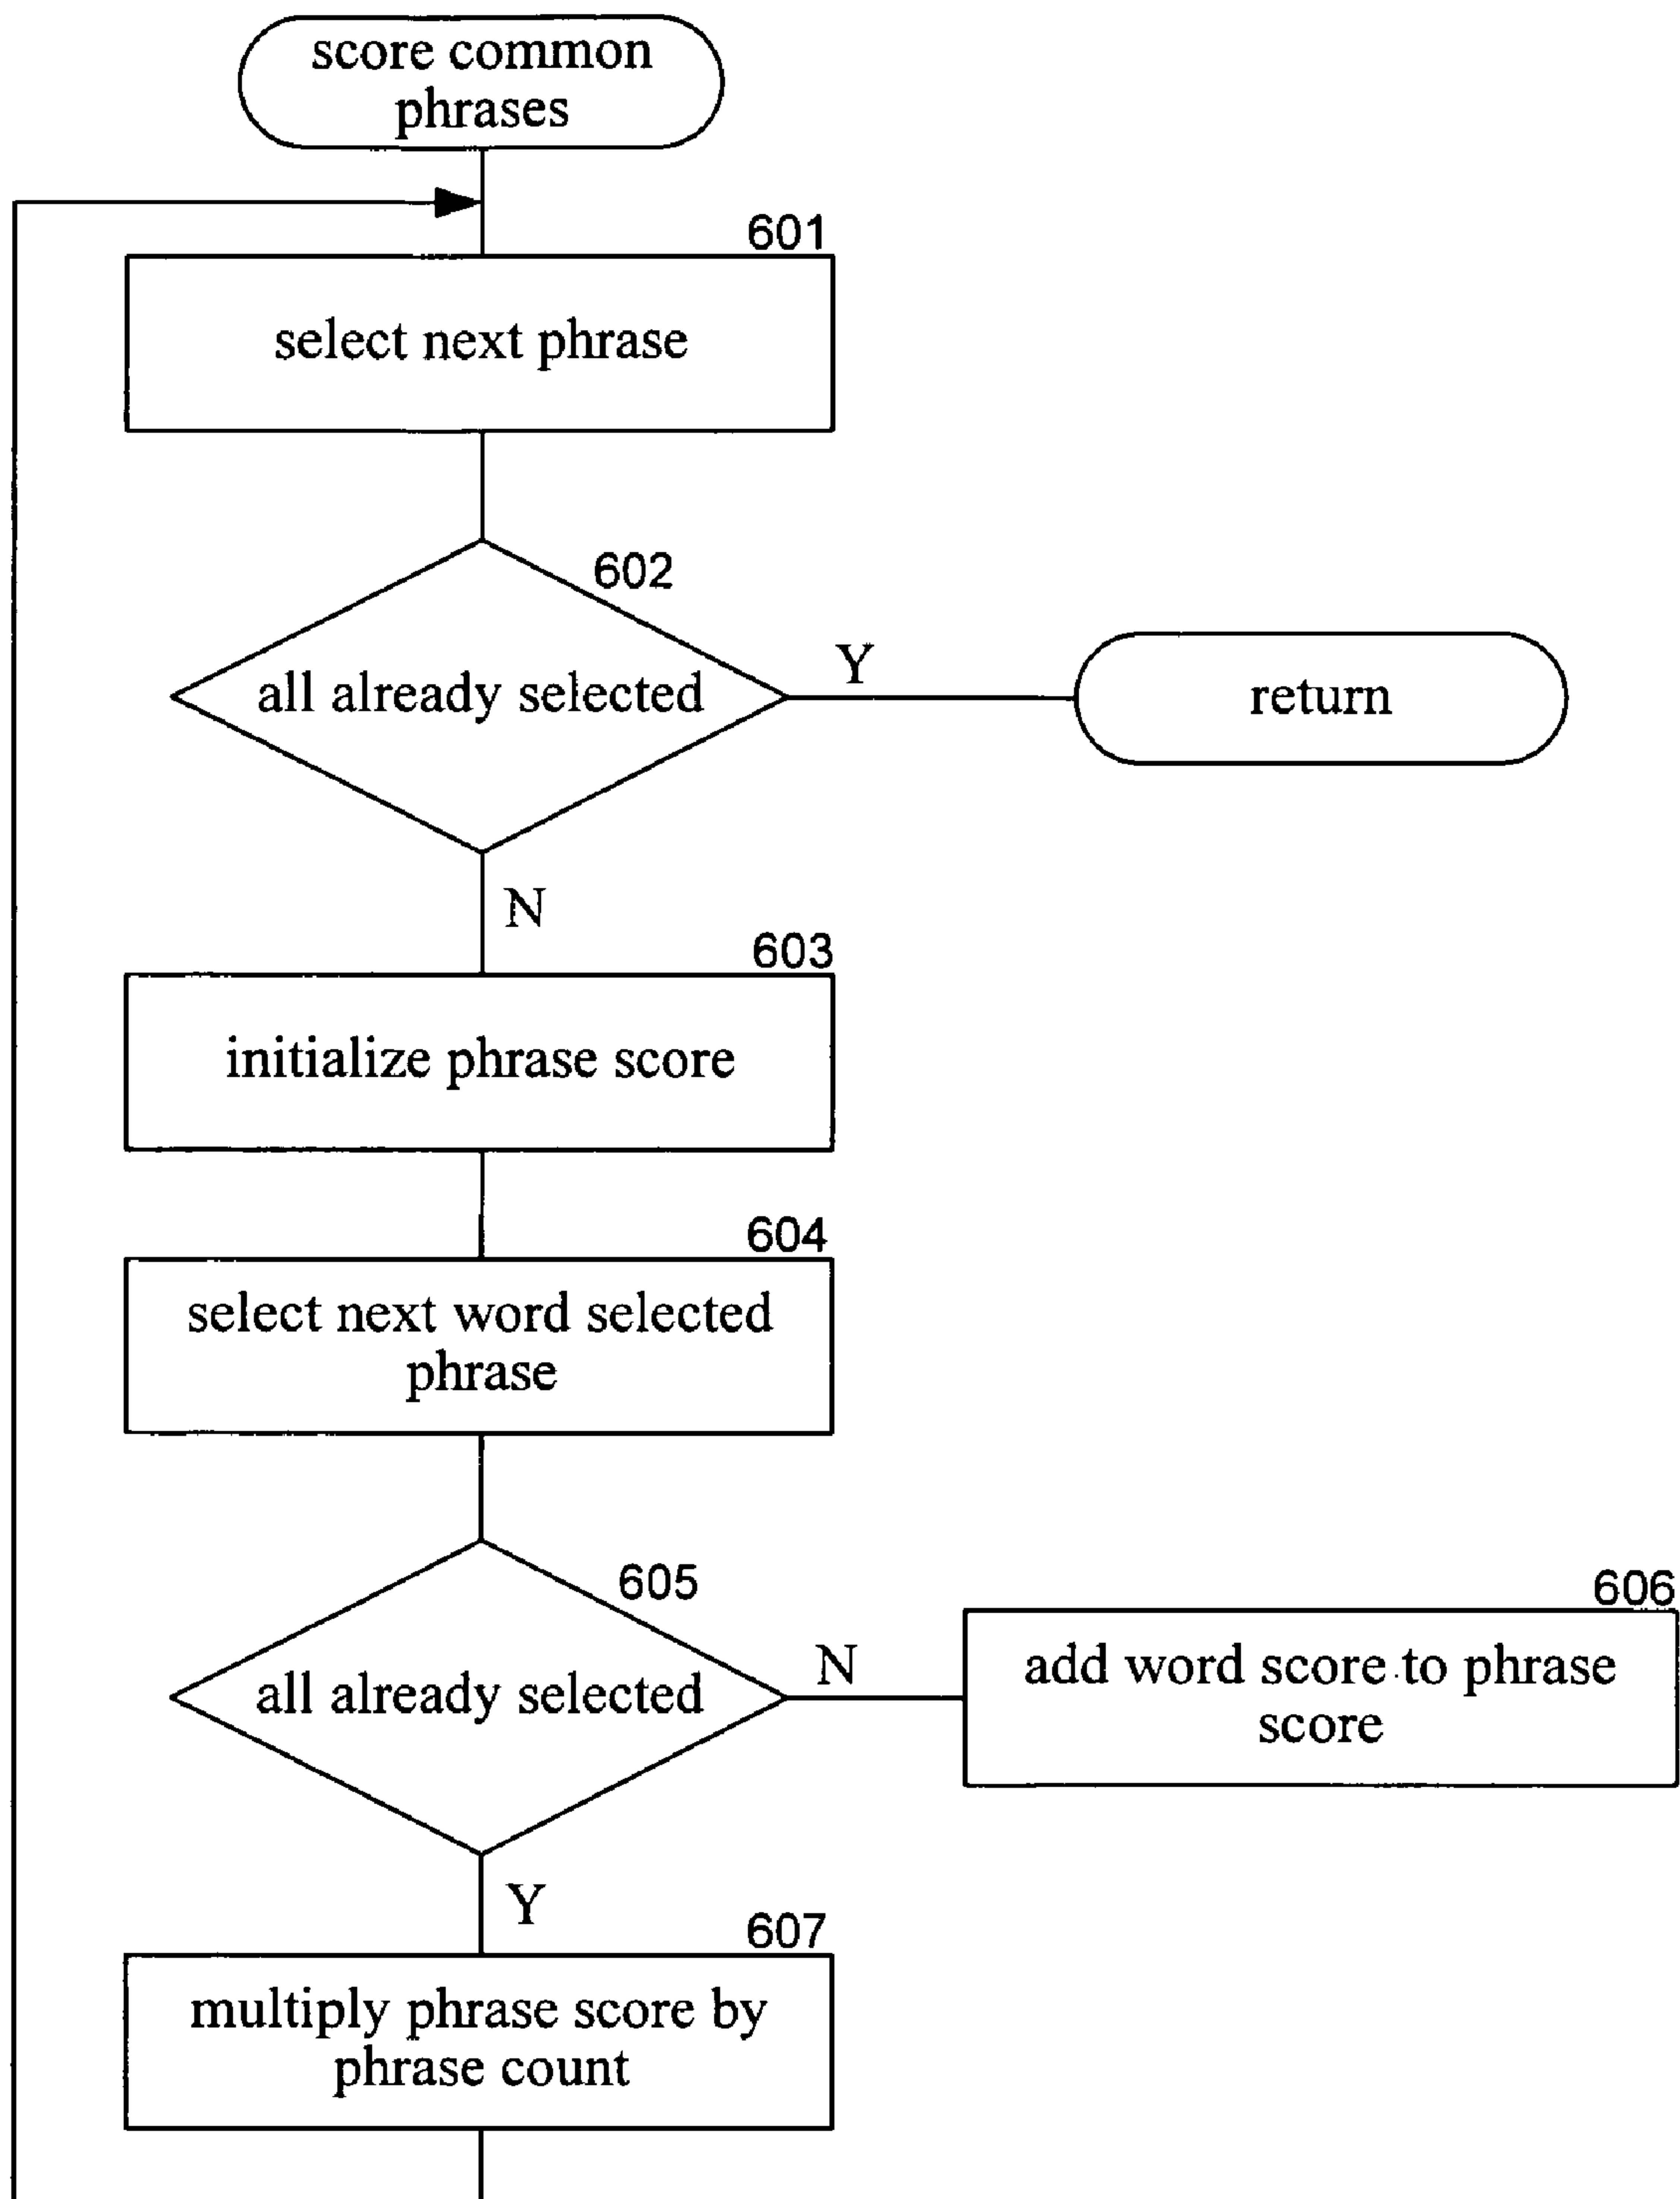 score common
phrases
601
select next phrase
602
all already selected
Y
return
N
603
initialize phrase score
604
select next word selected
phrase
605
all already selected
N
606
add word score to phrase
score
Y
607
multiply phrase score by
phrase count